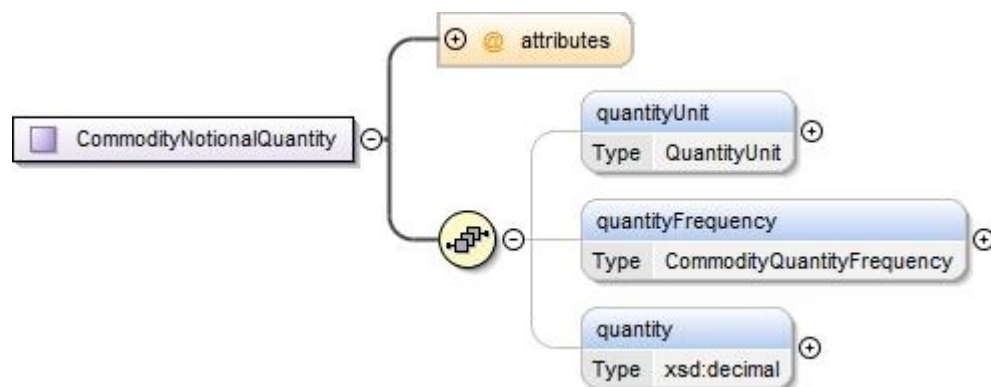 @ attributes
CommodityNotionalQuantity
quantityUnit
Type QuantityUnit
quantityFrequency
Type CommodityQuantityFrequency
quantity
Type xsd:decimal